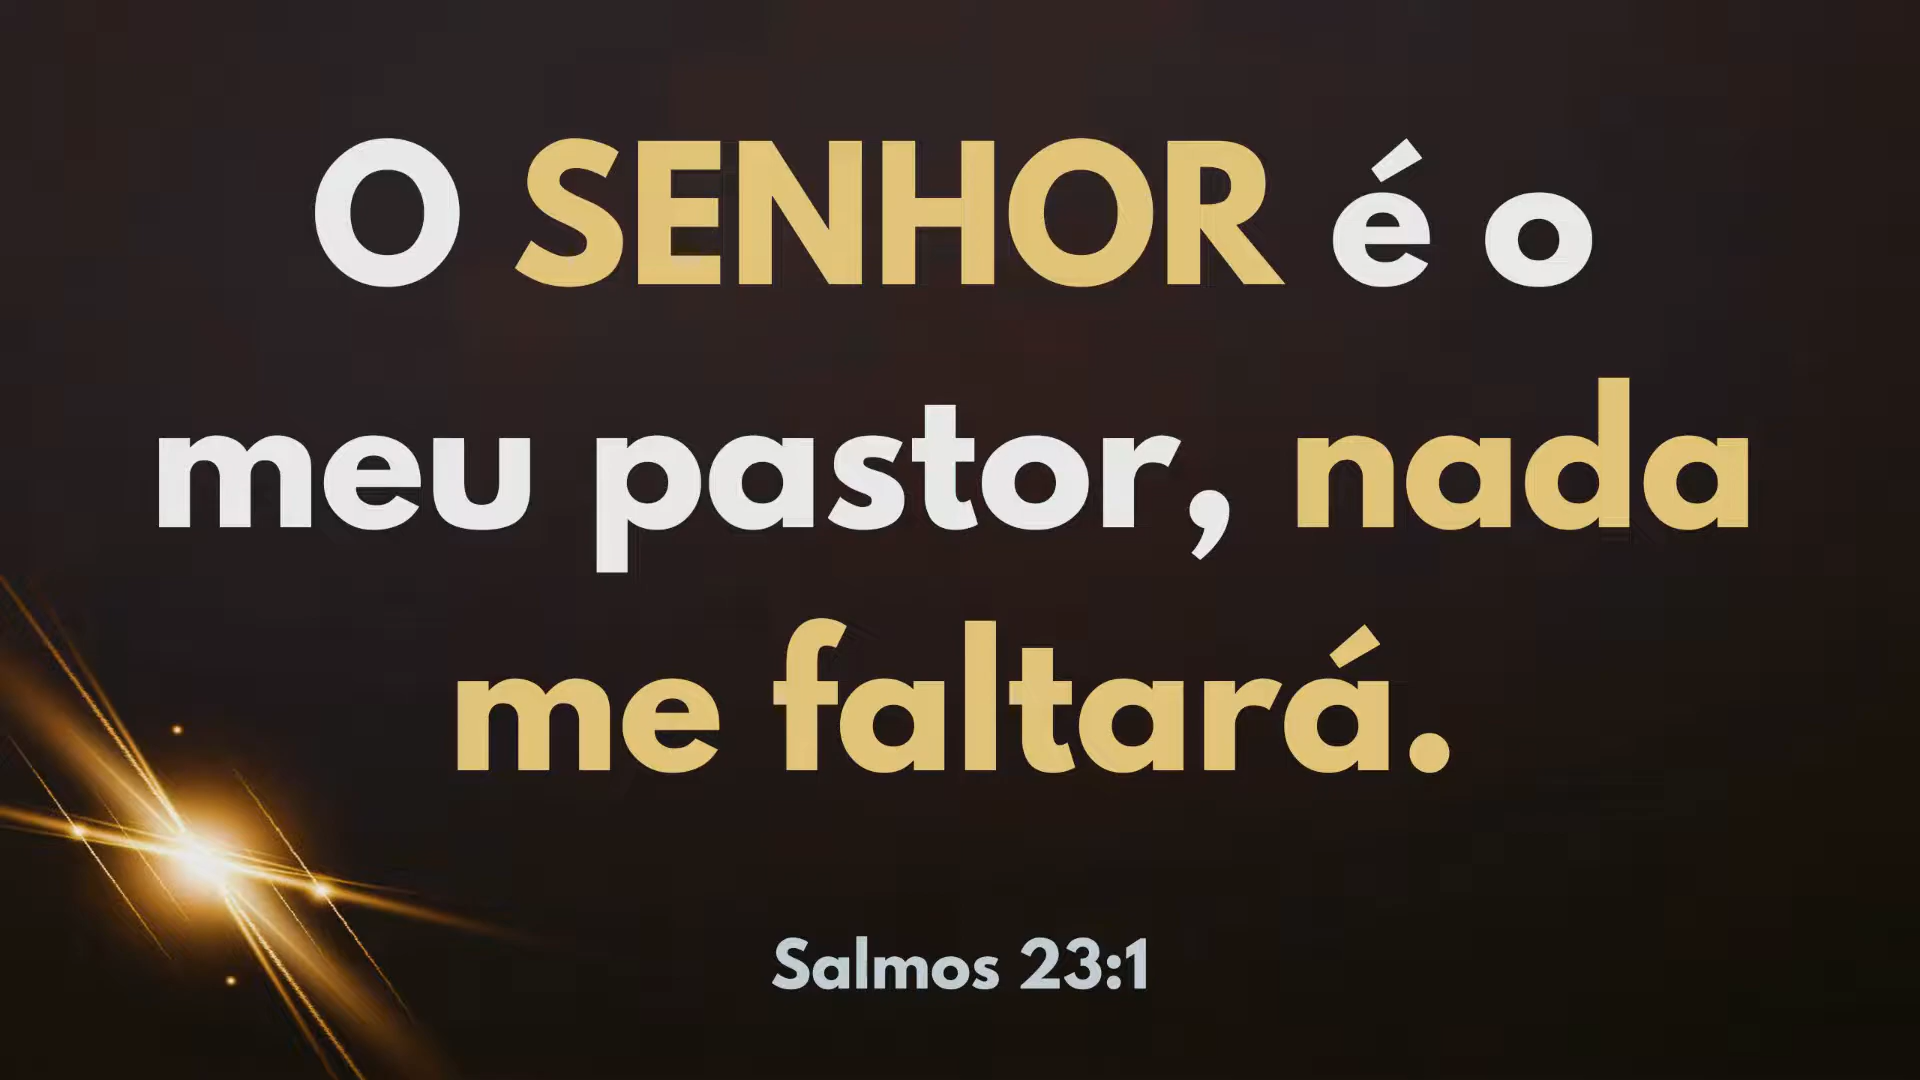 O SENHOR é o
meu pastor, nada
me faltará.
Salmos 23:1